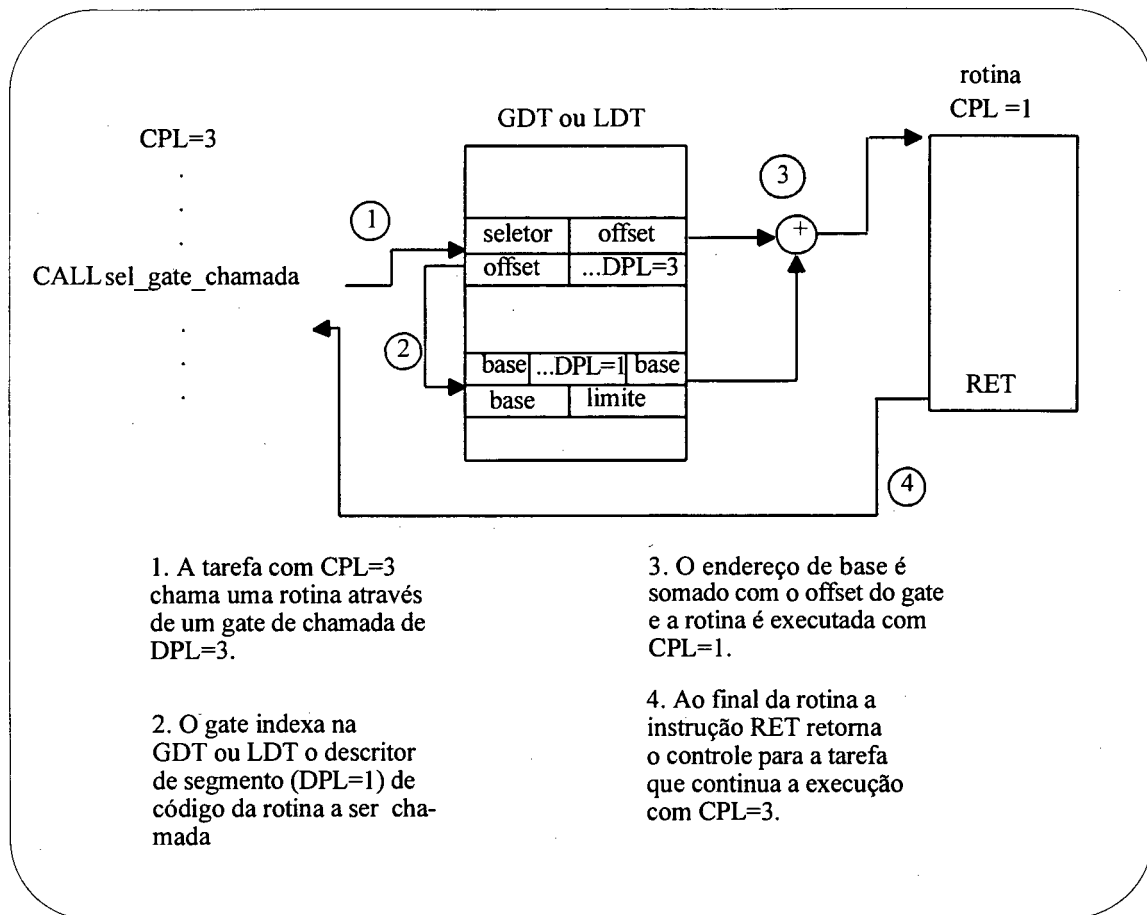 rotina
CPL =1
GDT ou LDT
CPL=3
.
.
.
1
3
+
seletor offset
offset ...DPL=3
CALL sel_gate_chamada
.
.
.
.
2
base ...DPL=1 base
base limite
RET
4
1. A tarefa com CPL=3
chama uma rotina através
de um gate de chamada de
DPL=3.
2. O gate indexa na
GDT ou LDT o descritor
de segmento (DPL=1) de
código da rotina a ser cha-
mada
3. O endereço de base é
somado com o offset do gate
e a rotina é executada com
CPL=1.
4. Ao final da rotina a
instrução RET retorna
o controle para a tarefa
que continua a execução
com CPL=3.